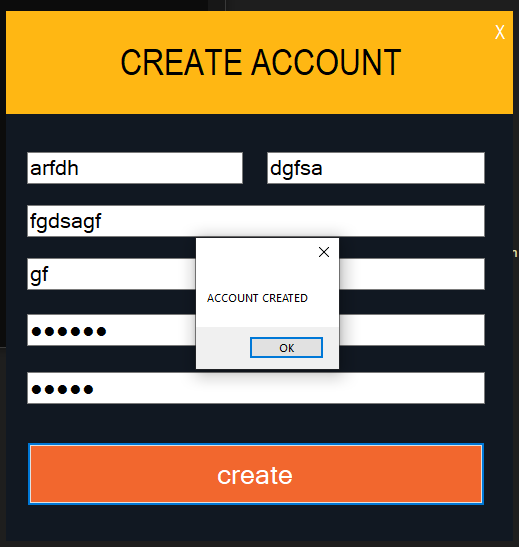 X
CREATE ACCOUNT
arfdh dgfsa
fgdsagf
gf
ACCOUNT CREATED
OK
create